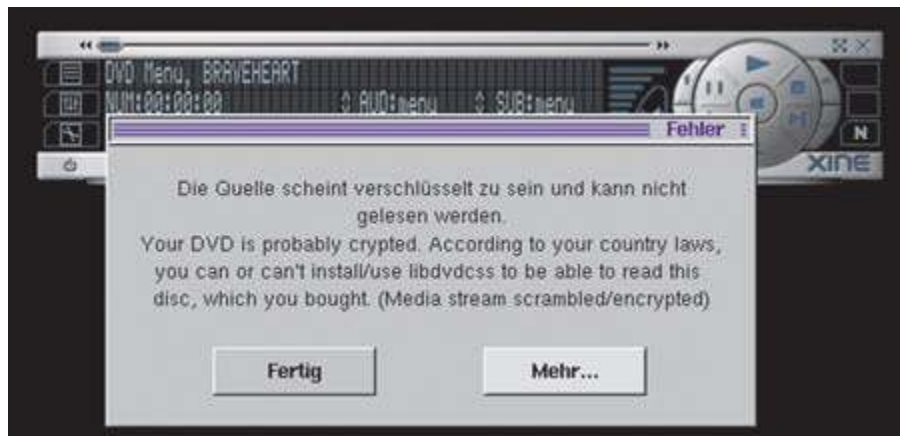 DVD Menu, BRAVEHEART
NUM:00:00:00 AUD:menu SUB:menu
Fehler
N
XINE
Die Quelle scheint verschlüsselt zu sein und kann nicht
gelesen werden.
Your DVD is probably crypted. According to your country laws,
you can or can't install/use libdvdcss to be able to read this
disc, which you bought. (Media stream scrambled/encrypted)
Fertig Mehr...